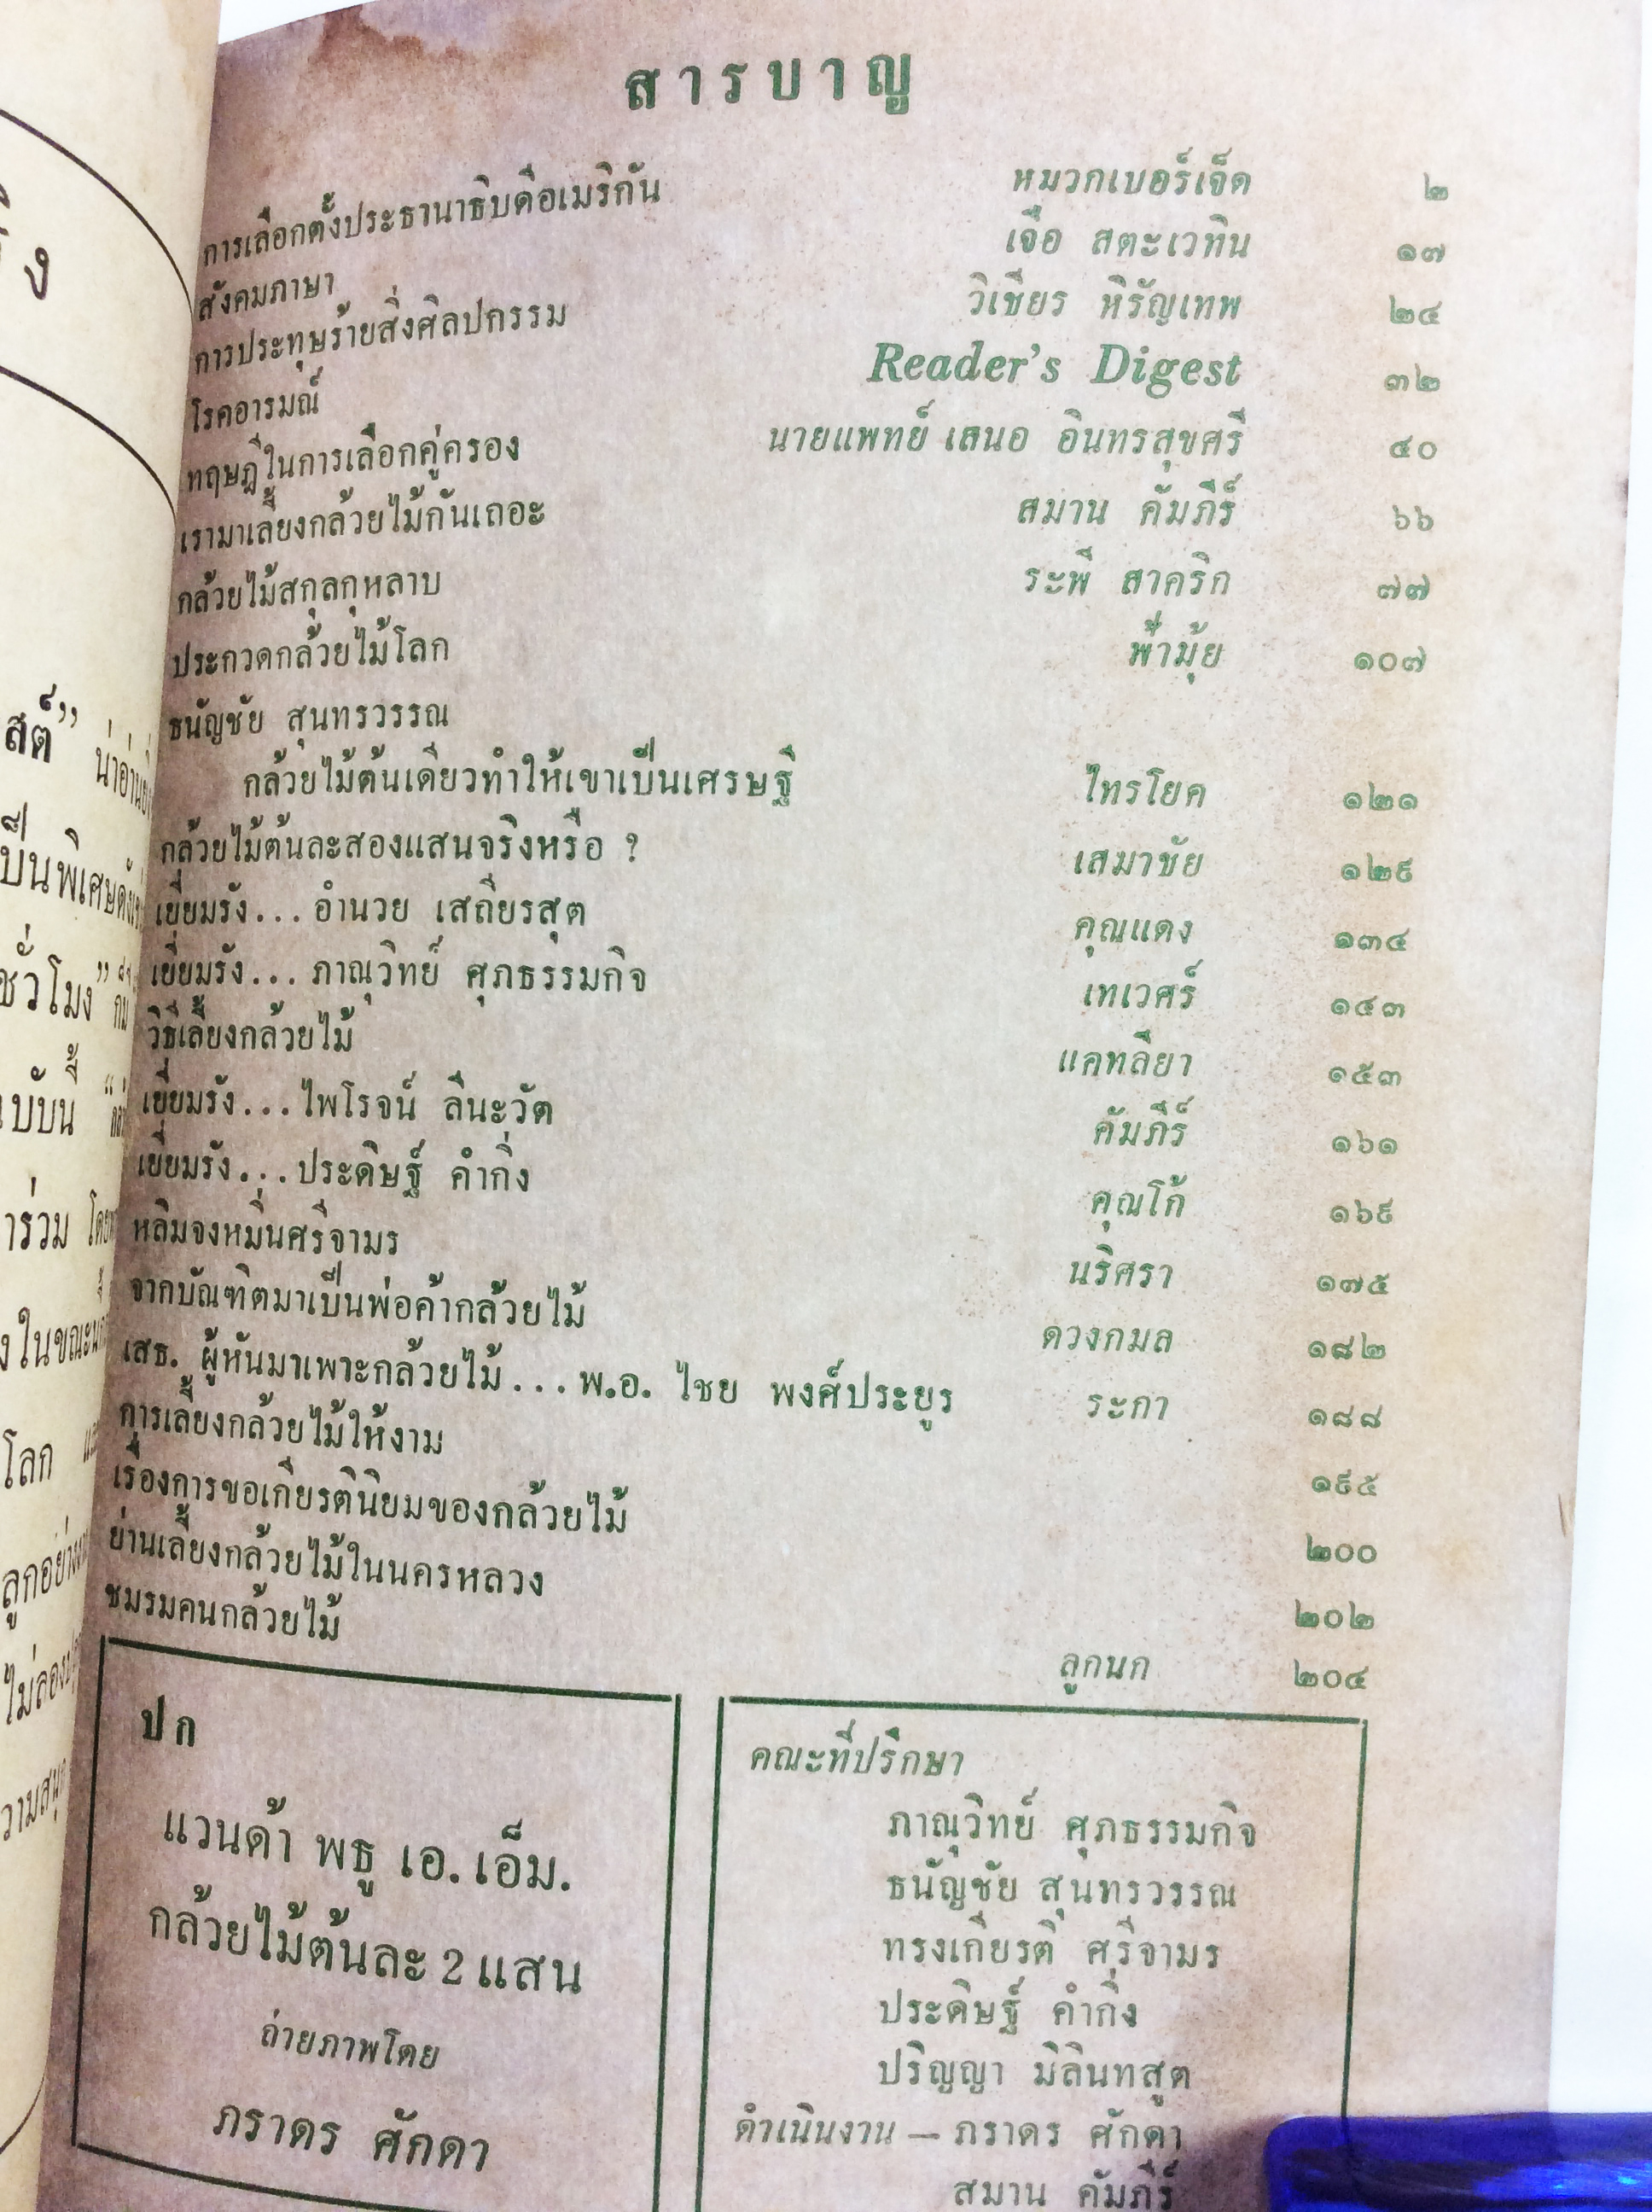 สารบาญ
การเลือกตั้งประธานาธิบดีอเมริกัน หมวกเบอร์เจ็ด ๒
สังคมภาษา เจือ สตะเวทิน ๑๗
การประทุษร้ายสิ่งศิลปกรรม วิเชียร หิรัญเทพ ๒๔
โรคอารมณ์ Reader's Digest ๓๒
ทฤษฎีในการเลือกคู่ครอง นายแพทย์ เสนอ อินทรสุขศรี ๔๐
เรามาเลี้ยงกล้วยไม้กันเถอะ สมาน คัมภีร์ ๖๖
กล้วยไม้สกุลกุหลาบ ระพี สาคริก ๗๗
ประกวดกล้วยไม้โลก ฟ้ามุ้ย ๑๐๗
ธนัญชัย สุนทรวรรณ
กล้วยไม้ต้นเดียวทำให้เขาเป็นเศรษฐี ไทรโยค ๑๒๑
กล้วยไม้ต้นละสองแสนจริงหรือ ? เสมาชัย ๑๒๙
เยี่ยมรัง...อำนวย เสถียรสุต คุณแดง ๑๓๔
เยี่ยมรัง...ภาณุวิทย์ ศุภธรรมกิจ เทเวศร์ ๑๔๓
วิธีเลี้ยงกล้วยไม้ แคทลียา ๑๕๓
เยี่ยมรัง...ไพโรจน์ ลีนะวัต คัมภีร์ ๑๖๑
เยี่ยมรัง...ประดิษฐ์ คำกิ่ง คุณโก้ ๑๖๙
หลิมจงหมิ่นศรีจามร นริศรา ๑๗๕
จากบัณฑิตมาเป็นพ่อค้ากล้วยไม้ ดวงกมล ๑๘๒
เสธ. ผู้หันมาเพาะกล้วยไม้...พ.อ. ไชย พงศ์ประยูร ระกา ๑๘๘
การเลี้ยงกล้วยไม้ให้งาม ๑๙๕
เรื่องการขอเกียรตินิยมของกล้วยไม้ ๒๐๐
ย่านเลี้ยงกล้วยไม้ในนครหลวง ๒๐๒
ชมรมคนกล้วยไม้ ลูกนก ๒๐๔
ปก
แวนด้า พธู เอ. เอ็ม.
กล้วยไม้ต้นละ 2 แสน
ถ่ายภาพโดย
ภราดร ศักดา
คณะที่ปรึกษา
ภาณุวิทย์ ศุภธรรมกิจ
ธนัญชัย สุนทรวรรณ
ทรงเกียรติ ศรีจามร
ประดิษฐ์ คำกิ่ง
ปริญญา มิลินทสูต
ดำเนินงาน — ภราดร ศักดา
สมาน คัมภีร์